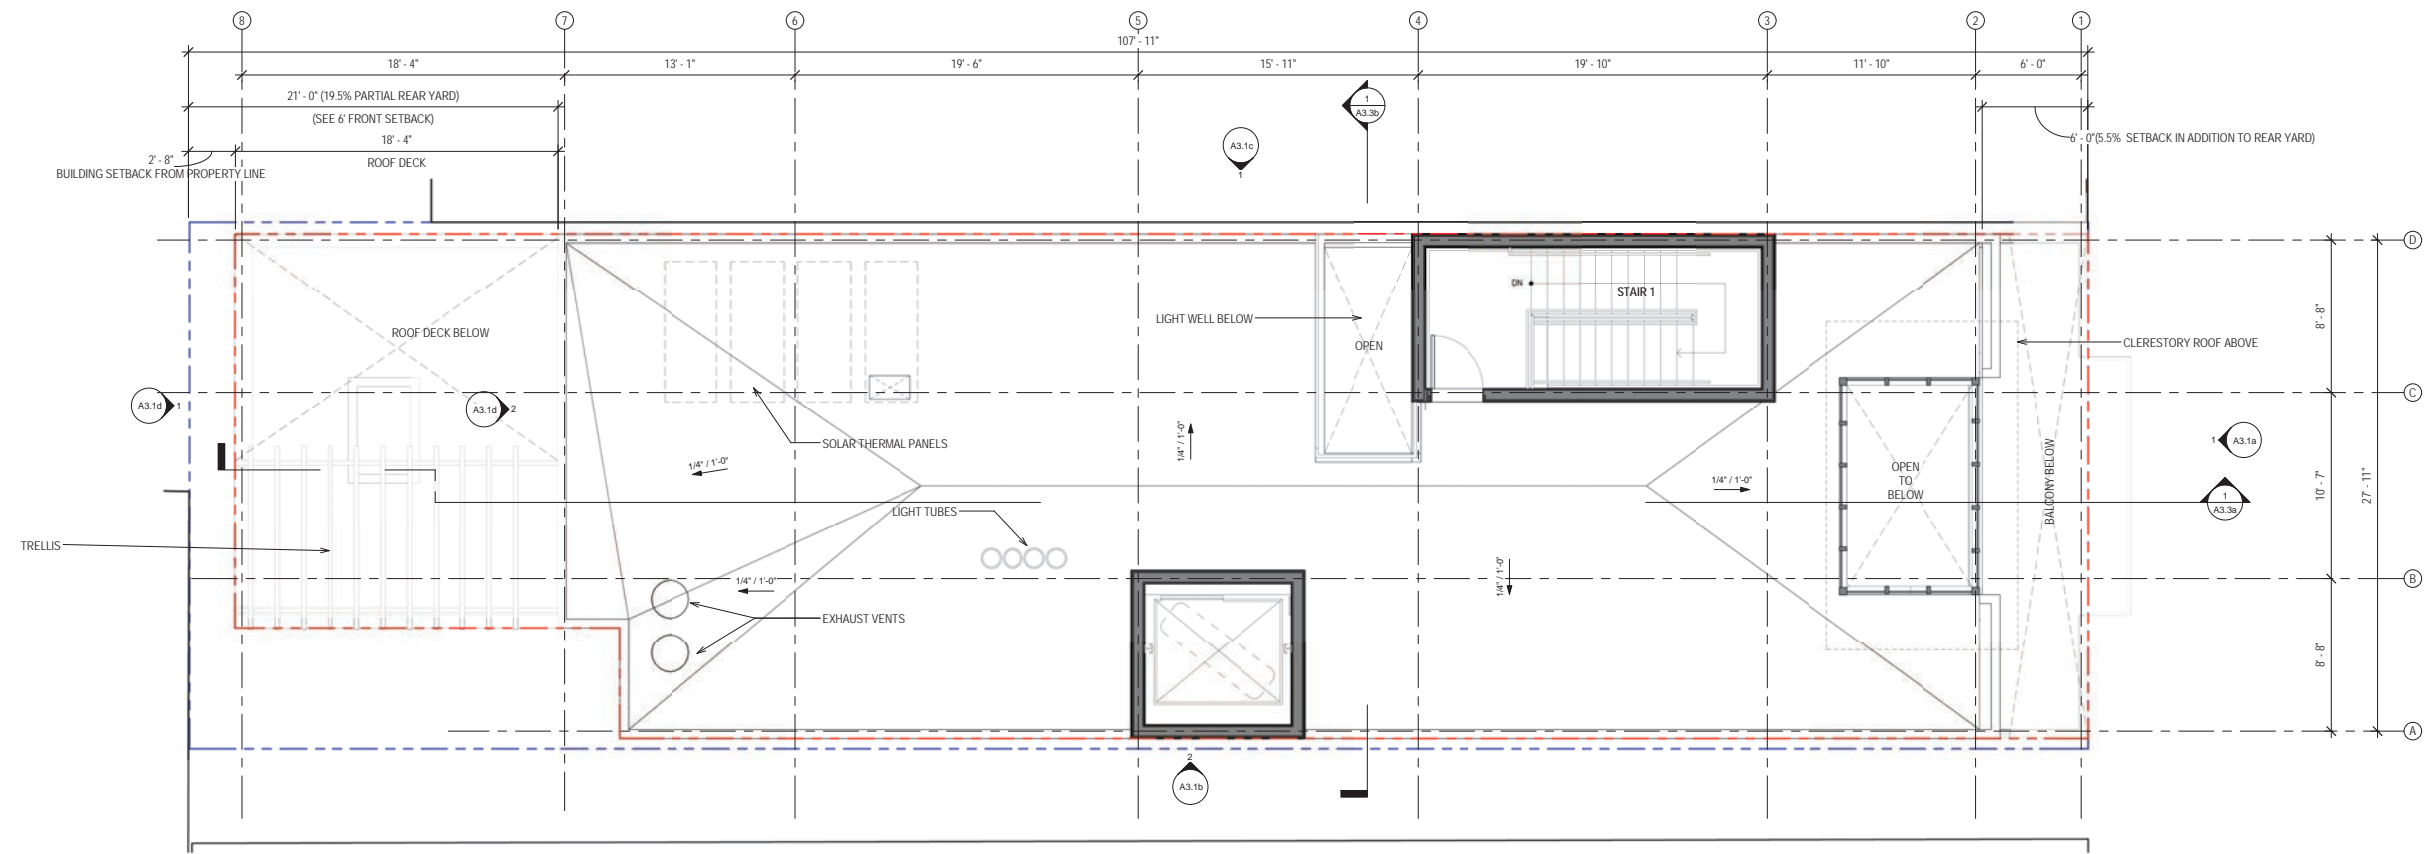 8 7 6 5 4 3 2 1
107' - 11"
18' - 4" 13' - 1" 19' - 6" 15' - 11" 19' - 10" 11' - 10" 6' - 0"
21' - 0" (19.5% PARTIAL REAR YARD)
(SEE 6' FRONT SETBACK)
18' - 4"
ROOF DECK
2' - 8"
BUILDING SETBACK FROM PROPERTY LINE
1
A3.3b
A3.1c
1
6' - 0"(5.5% SETBACK IN ADDITION TO REAR YARD)
D
DN
STAIR 1
8' - 8"
LIGHT WELL BELOW
ROOF DECK BELOW
OPEN
CLERESTORY ROOF ABOVE
C
A3.1d 1
A3.1d 2
SOLAR THERMAL PANELS
1/4" / 1'-0"
1/4" / 1'-0"
1/4" / 1'-0"
OPEN
TO
BELOW
BALCONY BELOW
1 A3.1a
1
A3.3a
10' - 7"
27' - 11"
LIGHT TUBES
TRELLIS
1/4" / 1'-0"
1/4" / 1'-0"
B
EXHAUST VENTS
8' - 8"
A
2
A3.1b